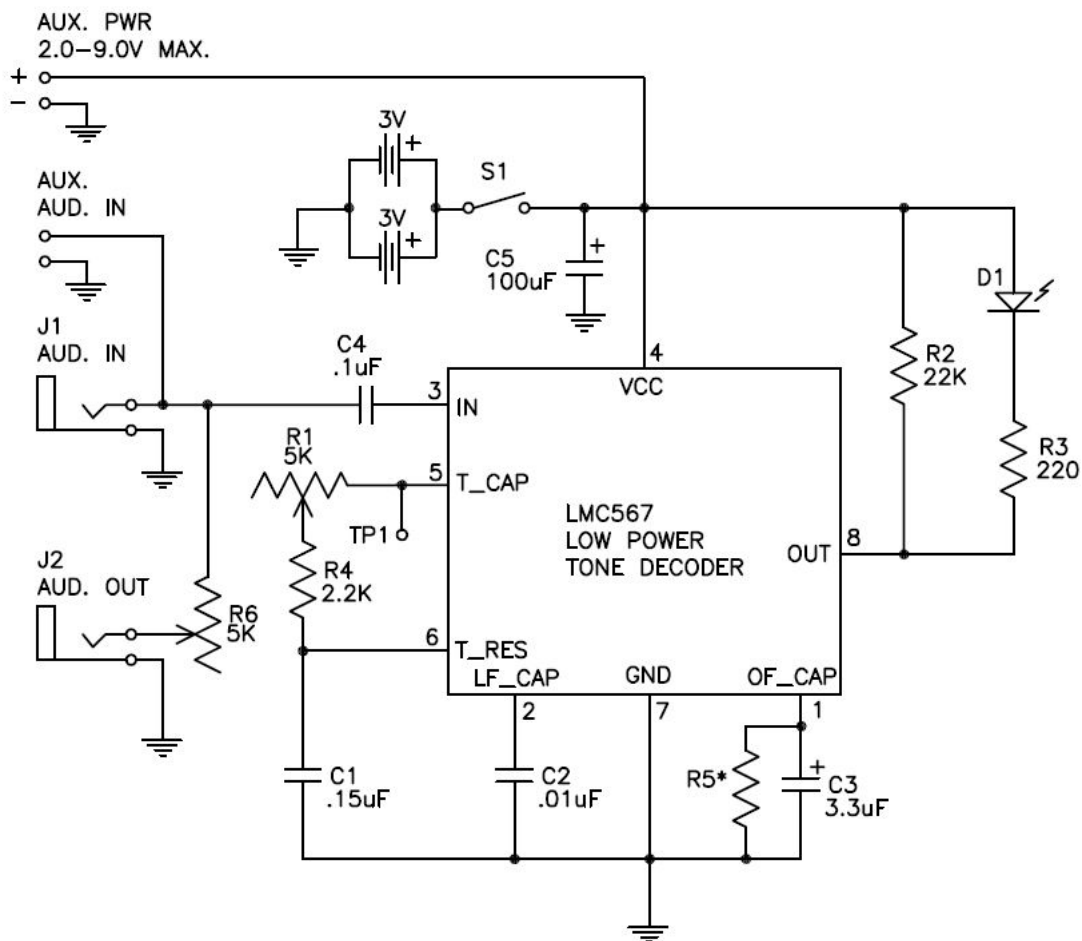 AUX. PWR
2.0-9.0V MAX.
+
-
3V
+
3V
+
S1
AUX.
AUD. IN
C5
100uF
+
D1
J1
AUD. IN
C4
.1uF
4
VCC
R2
22K
3
IN
R1
5K
5
T_CAP
R3
220
TP1
LMC567
LOW POWER
TONE DECODER
8
OUT
J2
AUD. OUT
R4
2.2K
R6
5K
6
T_RES
LF_CAP
GND
OF_CAP
2
7
1
C1
.15uF
C2
.01uF
R5*
+
C3
3.3uF